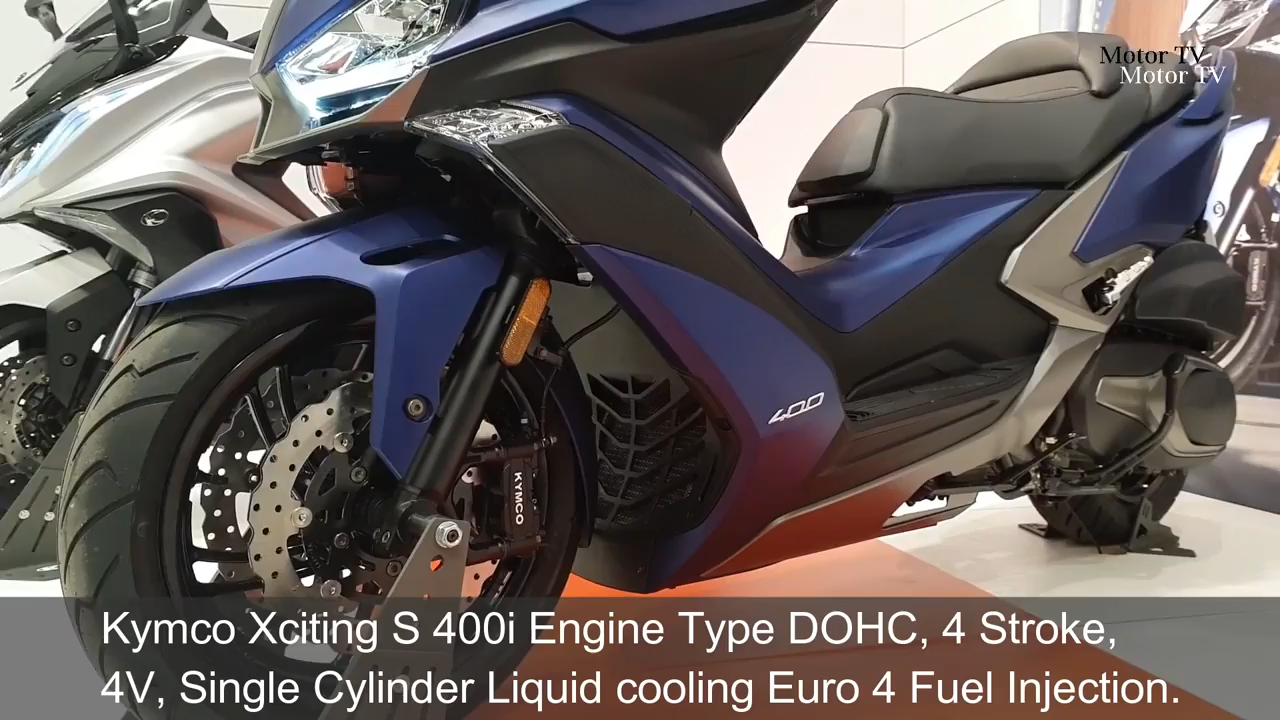 Motor TV
Motor TV
400
KYMCO
Kymco Xciting S 400i Engine Type DOHC, 4 Stroke,
4V, Single Cylinder Liquid cooling Euro 4 Fuel Injection.